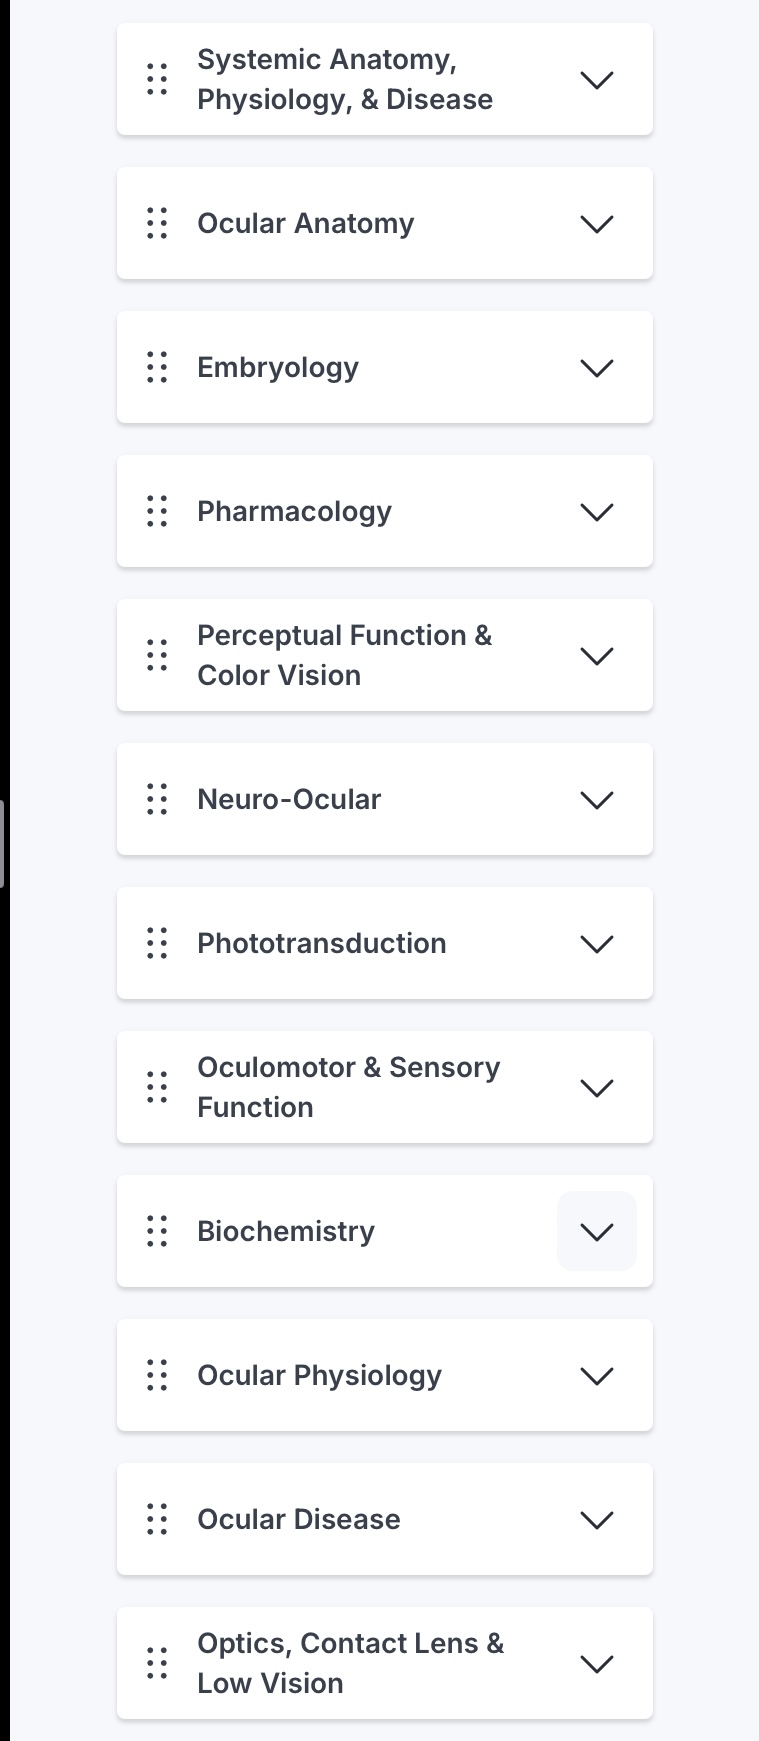 Systemic Anatomy,
Physiology, & Disease
Ocular Anatomy
Embryology
Pharmacology
Perceptual Function &
Color Vision
Neuro-Ocular
Phototransduction
Oculomotor & Sensory
Function
Biochemistry
Ocular Physiology
Ocular Disease
Optics, Contact Lens &
Low Vision